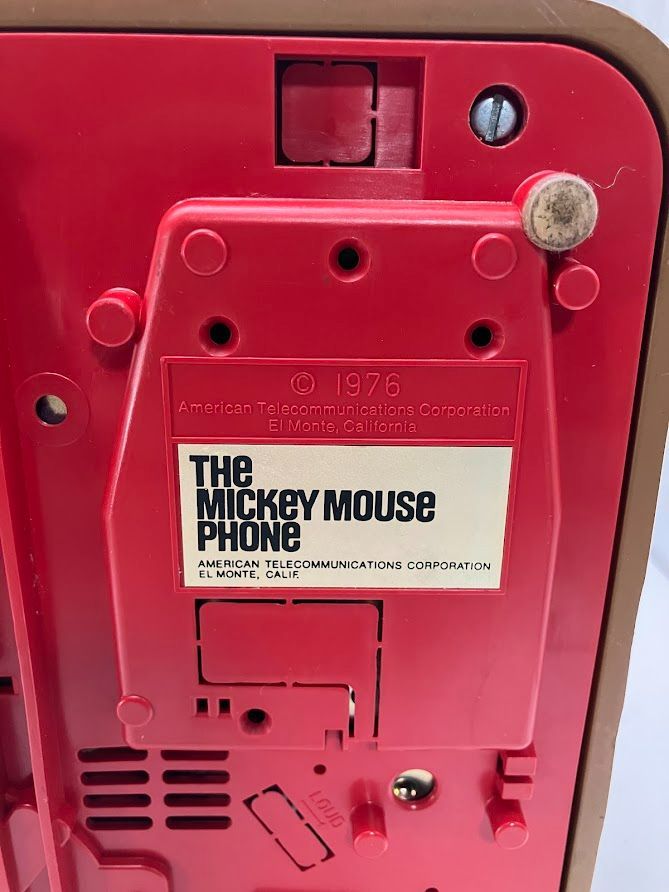 © 1976
American Telecommunications Corporation
El Monte, California
THe
MICKeY MOUSe
PHONe
AMERICAN TELECOMMUNICATIONS CORPORATION
EL MONTE, CALIF.
LOUD